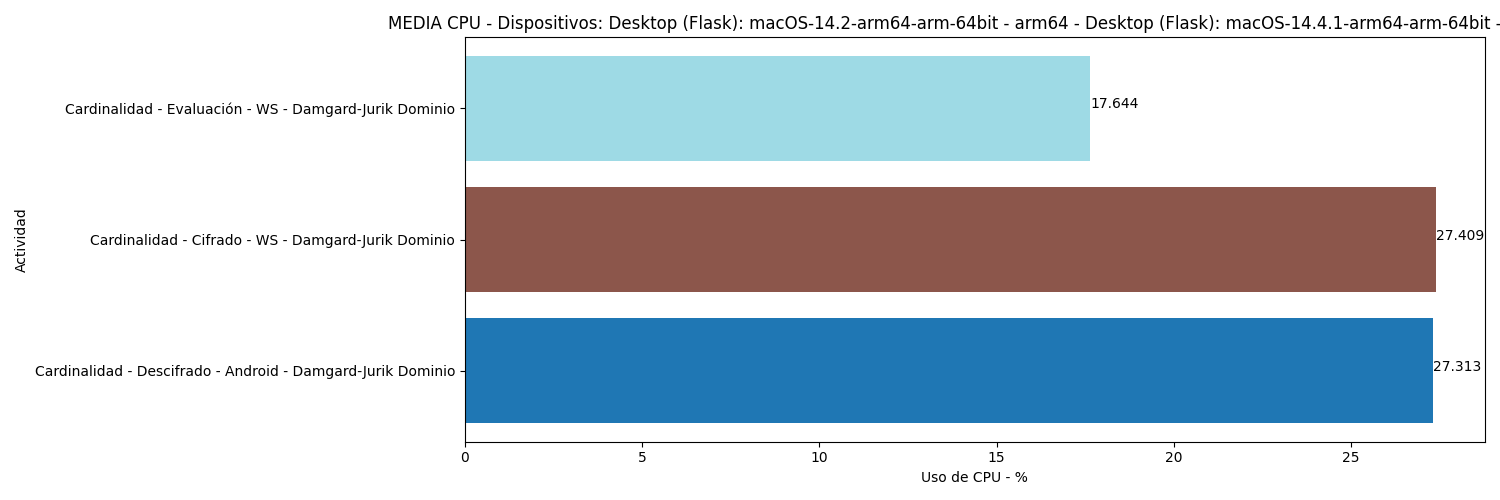 MEDIA CPU - Dispositivos: Desktop (Flask): macOS-14.2-arm64-arm-64bit - arm64 - Desktop (Flask): macOS-14.4.1-arm64-arm-64bit -
Cardinalidad - Evaluación - WS - Damgard-Jurik Dominio
17.644
Cardinalidad - Cifrado - WS - Damgard-Jurik Dominio
27.409
Cardinalidad - Descifrado - Android - Damgard-Jurik Dominio
27.313
Actividad
0 5 10 15 20 25
Uso de CPU - %